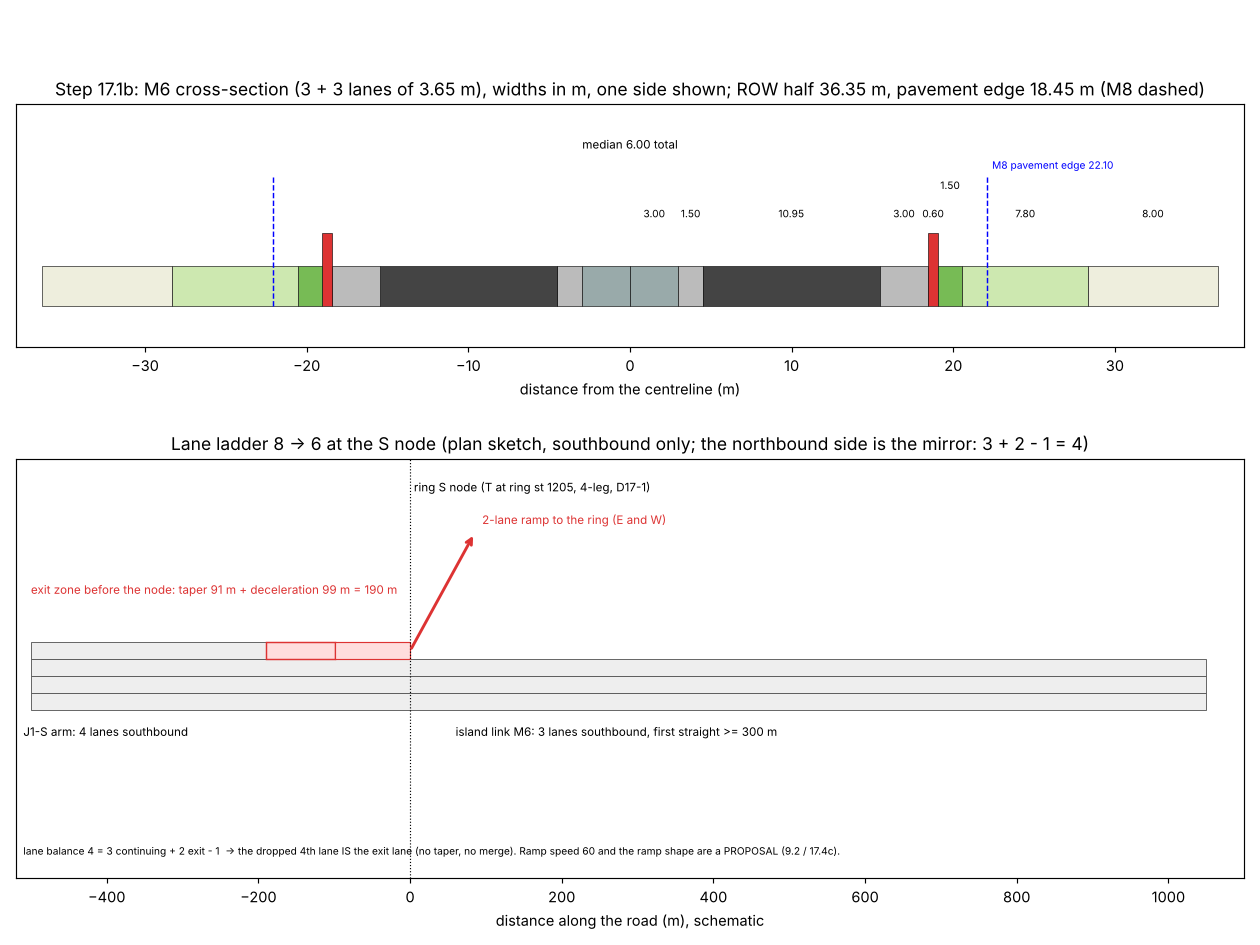 Step 17.1b: M6 cross-section (3 + 3 lanes of 3.65 m), widths in m, one side shown; ROW half 36.35 m, pavement edge 18.45 m (M8 dashed)
median 6.00 total
M8 pavement edge 22.10
1.50
3.00 1.50 10.95 3.00 0.60 7.80 8.00
−30 −20 −10 0 10 20 30
distance from the centreline (m)
Lane ladder 8 → 6 at the S node (plan sketch, southbound only; the northbound side is the mirror: 3 + 2 - 1 = 4)
ring S node (T at ring st 1205, 4-leg, D17-1)
2-lane ramp to the ring (E and W)
exit zone before the node: taper 91 m + deceleration 99 m = 190 m
J1-S arm: 4 lanes southbound
island link M6: 3 lanes southbound, first straight >= 300 m
lane balance 4 = 3 continuing + 2 exit - 1 → the dropped 4th lane IS the exit lane (no taper, no merge). Ramp speed 60 and the ramp shape are a PROPOSAL (9.2 / 17.4c).
−400 −200 0 200 400 600 800 1000
distance along the road (m), schematic